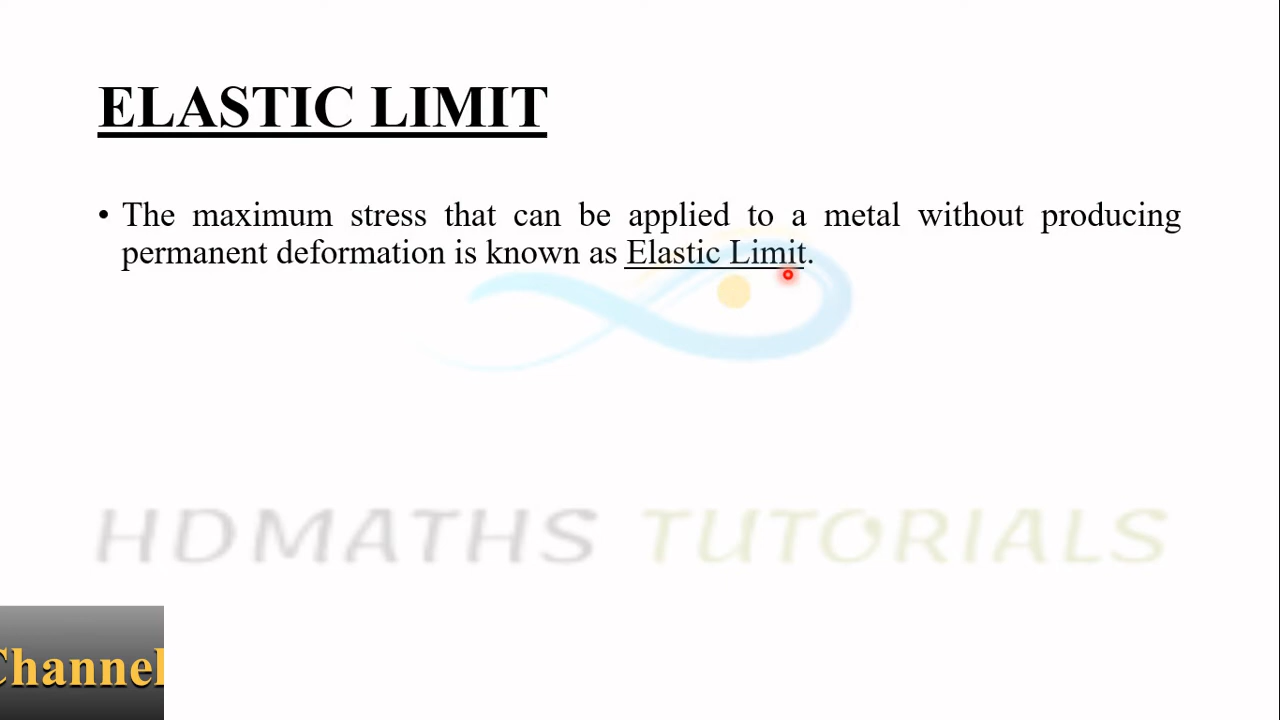 ELASTIC LIMIT
• The maximum stress that can be applied to a metal without producing
permanent deformation is known as Elastic Limit.
HDMATHS TUTORIALS
Channel